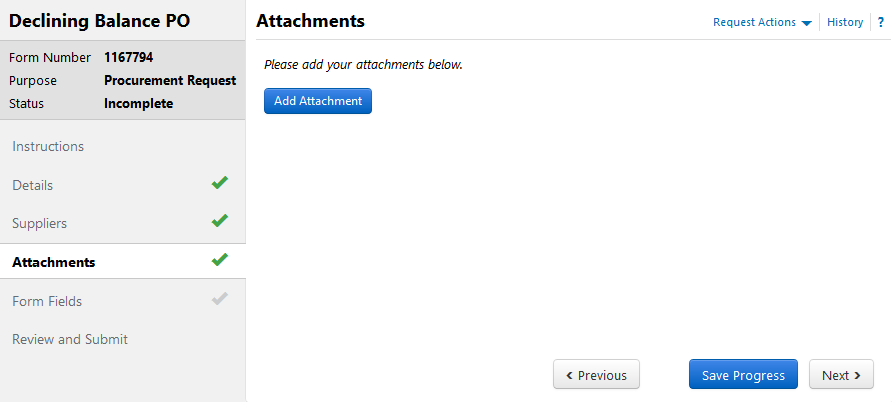 Declining Balance PO
Form Number 1167794
Purpose Procurement Request
Status Incomplete
Instructions
Details
Suppliers
Attachments
Form Fields
Review and Submit
Attachments
Request Actions
History
?
Please add your attachments below.
Add Attachment
Previous
Save Progress
Next